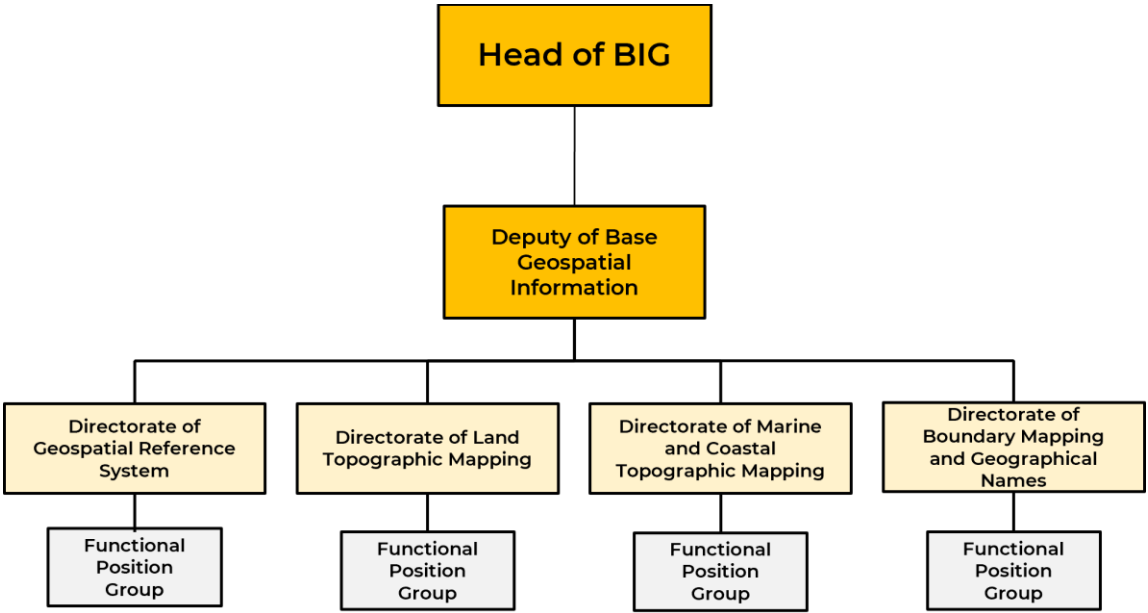 Head of BIG
Deputy of Base
Geospatial
Information
Directorate of
Geospatial Reference
System
Directorate of Land
Topographic Mapping
Directorate of Marine
and Coastal
Topographic Mapping
Directorate of
Boundary Mapping
and Geographical
Names
Functional
Position
Group
Functional
Position
Group
Functional
Position
Group
Functional
Position
Group